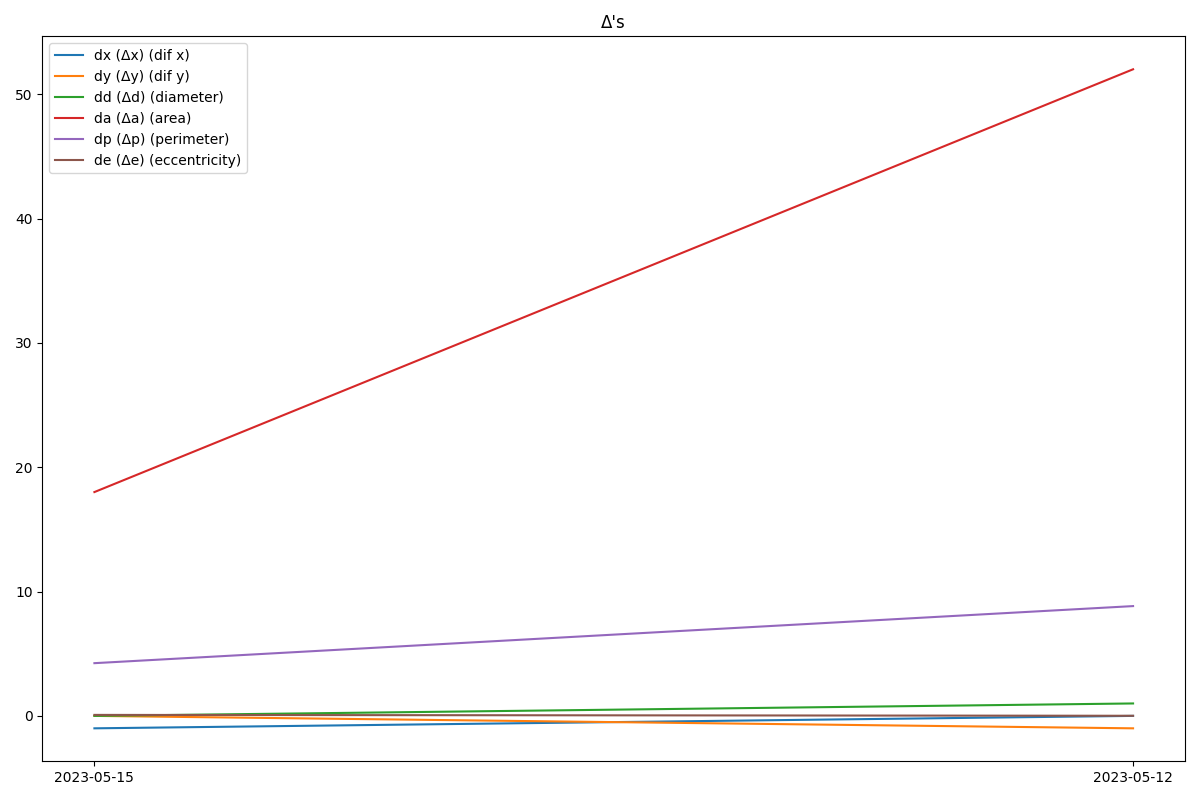 Δ's
dx (Δx) (dif x)
dy (Δy) (dif y)
dd (Δd) (diameter)
da (Δa) (area)
dp (Δp) (perimeter)
de (Δe) (eccentricity)
50
40
30
20
10
0
2023-05-15 2023-05-12